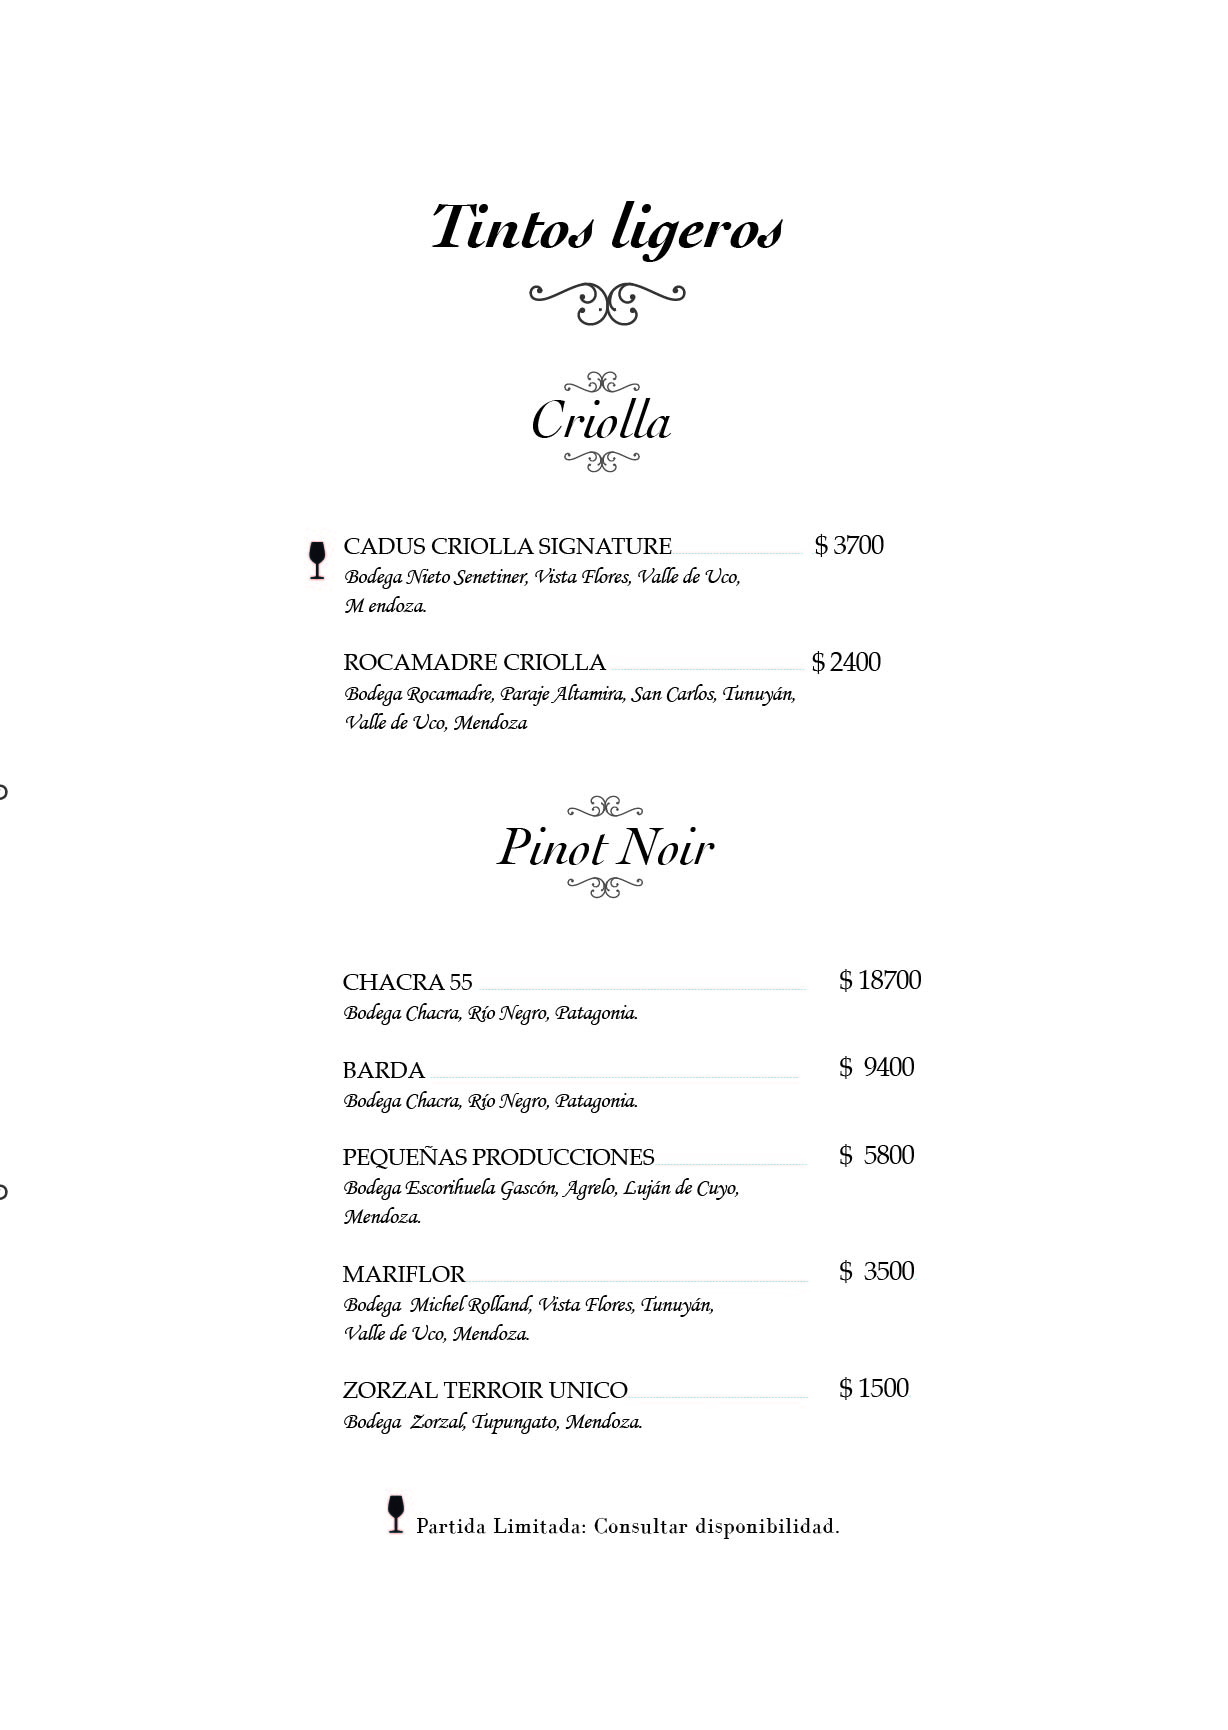 Tintos ligeros
Criolla
CADUS CRIOLLA SIGNATURE $ 3700
Bodega Nieto Senetiner, Vista Flores, Valle de Uco,
M endoza.
ROCAMADRE CRIOLLA $ 2400
Bodega Rocamadre, Paraje Altamira, San Carlos, Tunuyán,
Valle de Uco, Mendoza
Pinot Noir
CHACRA 55 $ 18700
Bodega Chacra, Río Negro, Patagonia.
BARDA $ 9400
Bodega Chacra, Río Negro, Patagonia.
PEQUEÑAS PRODUCCIONES $ 5800
Bodega Escorihuela Gascón, Agrelo, Luján de Cuyo,
Mendoza.
MARIFLOR $ 3500
Bodega Michel Rolland, Vista Flores, Tunuyán,
Valle de Uco, Mendoza.
ZORZAL TERROIR UNICO $ 1500
Bodega Zorzal, Tupungato, Mendoza.
Partida Limitada: Consultar disponibilidad.